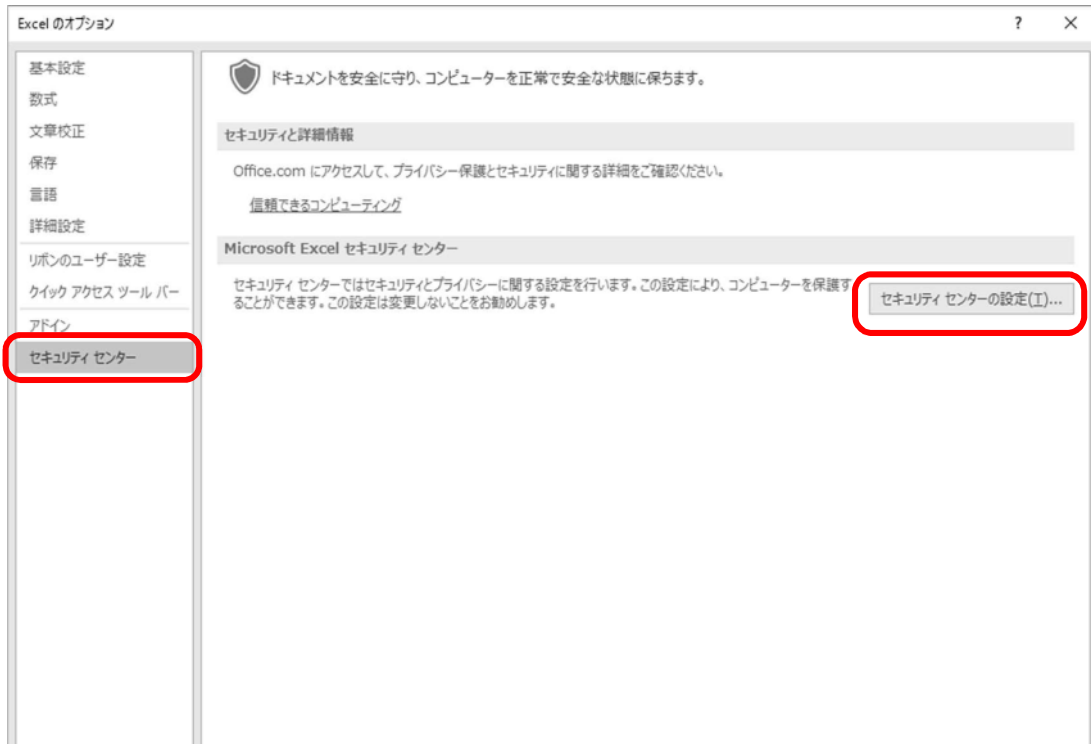 Excel のオプション
?
×
基本設定
数式
文章校正
保存
言語
詳細設定
リボンのユーザー設定
クイック アクセス ツール バー
アドイン
セキュリティ センター
ドキュメントを安全に守り、コンピューターを正常で安全な状態に保ちます。
セキュリティと詳細情報
Office.com にアクセスして、プライバシー保護とセキュリティに関する詳細をご確認ください。
信頼できるコンピューティング
Microsoft Excel セキュリティ センター
セキュリティ センターではセキュリティとプライバシーに関する設定を行います。この設定により、コンピューターを保護す
ることができます。この設定は変更しないことをお勧めします。
セキュリティ センターの設定(T)...